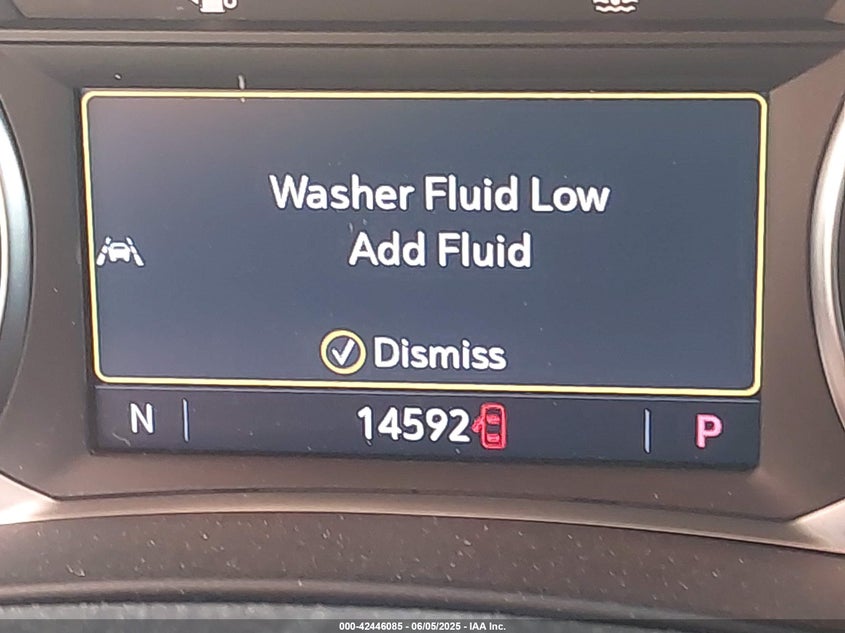 Washer Fluid Low
Add Fluid
Dismiss
N 14592 P
000-42446085 - 06/05/2025 - IAA Inc.